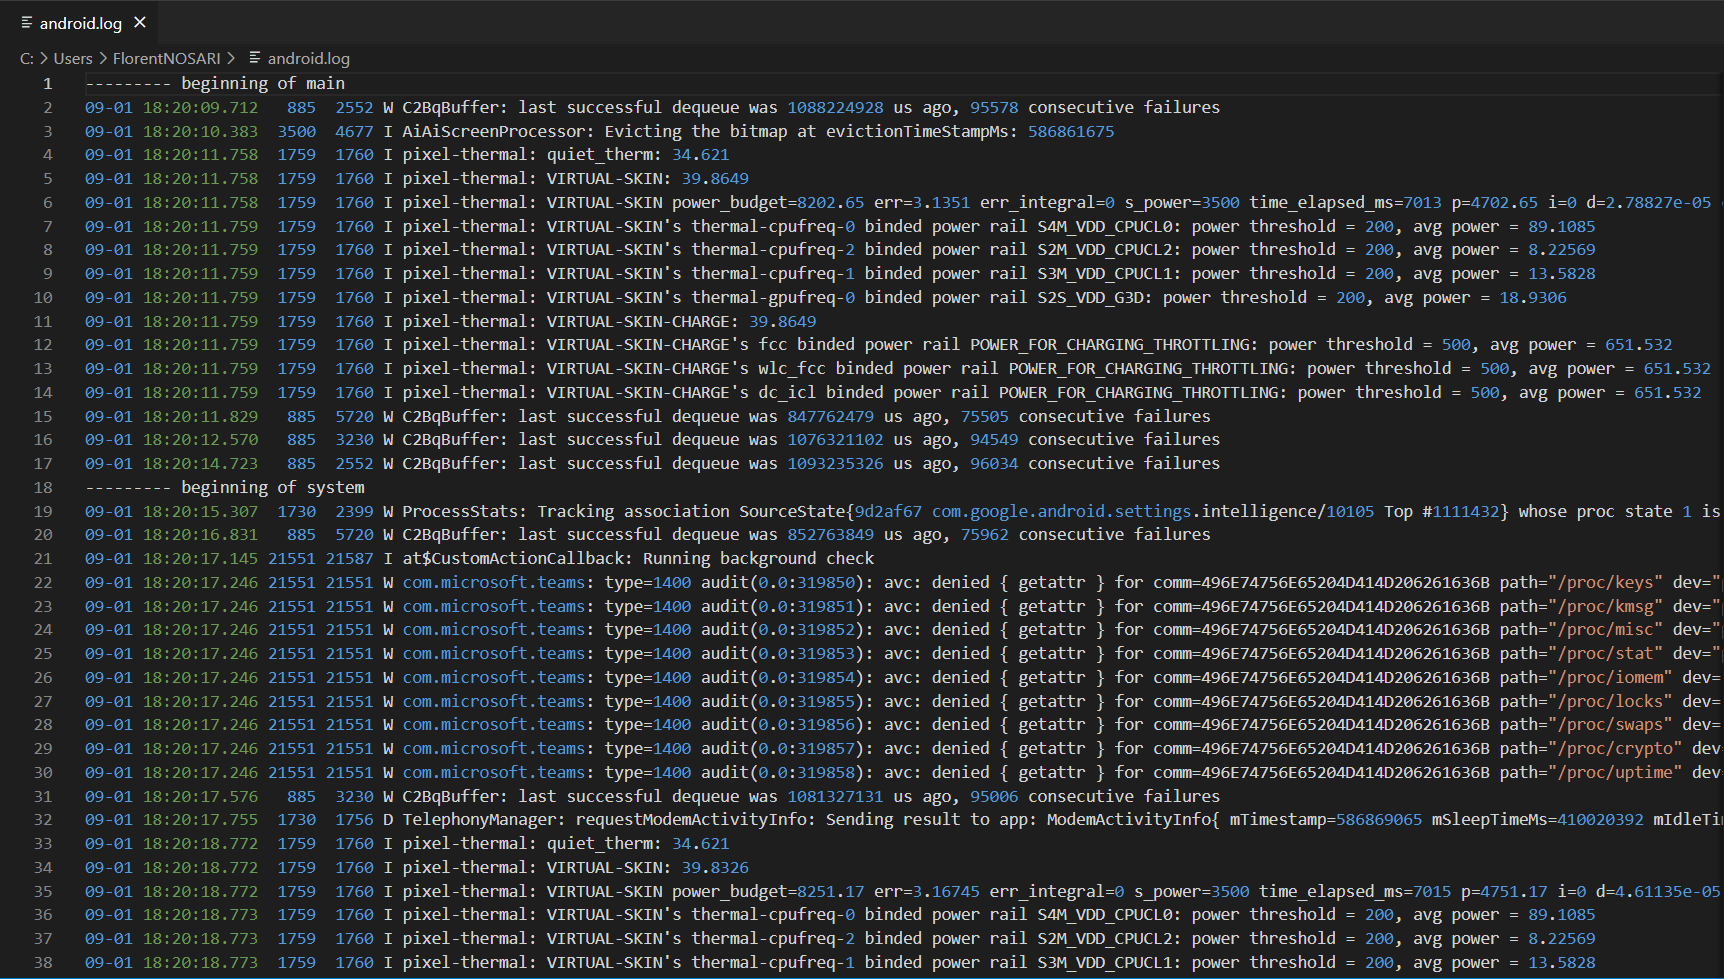 android.log
C: > Users > FlorentNOSARI > android.log
1 --------- beginning of main
2 09-01 18:20:09.712   885  2552 W C2BqBuffer: last successful dequeue was 1088224928 us ago, 95578 consecutive failures
3 09-01 18:20:10.383  3500  4677 I AiAiScreenProcessor: Evicting the bitmap at evictionTimeStampMs: 586861675
4 09-01 18:20:11.758  1759  1760 I pixel-thermal: quiet_therm: 34.621
5 09-01 18:20:11.758  1759  1760 I pixel-thermal: VIRTUAL-SKIN: 39.8649
6 09-01 18:20:11.758  1759  1760 I pixel-thermal: VIRTUAL-SKIN power_budget=8202.65 err=3.1351 err_integral=0 s_power=3500 time_elapsed_ms=7013 p=4702.65 i=0 d=2.78827e-05
7 09-01 18:20:11.759  1759  1760 I pixel-thermal: VIRTUAL-SKIN's thermal-cpufreq-0 binded power rail S4M_VDD_CPUCL0: power threshold = 200, avg power = 89.1085
8 09-01 18:20:11.759  1759  1760 I pixel-thermal: VIRTUAL-SKIN's thermal-cpufreq-2 binded power rail S2M_VDD_CPUCL2: power threshold = 200, avg power = 8.22569
9 09-01 18:20:11.759  1759  1760 I pixel-thermal: VIRTUAL-SKIN's thermal-cpufreq-1 binded power rail S3M_VDD_CPUCL1: power threshold = 200, avg power = 13.5828
10 09-01 18:20:11.759  1759  1760 I pixel-thermal: VIRTUAL-SKIN's thermal-gpufreq-0 binded power rail S2S_VDD_G3D: power threshold = 200, avg power = 18.9306
11 09-01 18:20:11.759  1759  1760 I pixel-thermal: VIRTUAL-SKIN-CHARGE: 39.8649
12 09-01 18:20:11.759  1759  1760 I pixel-thermal: VIRTUAL-SKIN-CHARGE's fcc binded power rail POWER_FOR_CHARGING_THROTTLING: power threshold = 500, avg power = 651.532
13 09-01 18:20:11.759  1759  1760 I pixel-thermal: VIRTUAL-SKIN-CHARGE's wlc_fcc binded power rail POWER_FOR_CHARGING_THROTTLING: power threshold = 500, avg power = 651.532
14 09-01 18:20:11.759  1759  1760 I pixel-thermal: VIRTUAL-SKIN-CHARGE's dc_icl binded power rail POWER_FOR_CHARGING_THROTTLING: power threshold = 500, avg power = 651.532
15 09-01 18:20:11.829   885  5720 W C2BqBuffer: last successful dequeue was 847762479 us ago, 75505 consecutive failures
16 09-01 18:20:12.570   885  3230 W C2BqBuffer: last successful dequeue was 1076321102 us ago, 94549 consecutive failures
17 09-01 18:20:14.723   885  2552 W C2BqBuffer: last successful dequeue was 1093235326 us ago, 96034 consecutive failures
18 --------- beginning of system
19 09-01 18:20:15.307  1730  2399 W ProcessStats: Tracking association SourceState{9d2af67 com.google.android.settings.intelligence/10105 Top #1111432} whose proc state 1 is
20 09-01 18:20:16.831   885  5720 W C2BqBuffer: last successful dequeue was 852763849 us ago, 75962 consecutive failures
21 09-01 18:20:17.145 21551 21587 I at$CustomActionCallback: Running background check
22 09-01 18:20:17.246 21551 21551 W com.microsoft.teams: type=1400 audit(0.0:319850): avc: denied { getattr } for comm=496E74756E65204D414D206261636B path="/proc/keys" dev="
23 09-01 18:20:17.246 21551 21551 W com.microsoft.teams: type=1400 audit(0.0:319851): avc: denied { getattr } for comm=496E74756E65204D414D206261636B path="/proc/kmsg" dev="
24 09-01 18:20:17.246 21551 21551 W com.microsoft.teams: type=1400 audit(0.0:319852): avc: denied { getattr } for comm=496E74756E65204D414D206261636B path="/proc/misc" dev="
25 09-01 18:20:17.246 21551 21551 W com.microsoft.teams: type=1400 audit(0.0:319853): avc: denied { getattr } for comm=496E74756E65204D414D206261636B path="/proc/stat" dev="
26 09-01 18:20:17.246 21551 21551 W com.microsoft.teams: type=1400 audit(0.0:319854): avc: denied { getattr } for comm=496E74756E65204D414D206261636B path="/proc/iomem" dev=
27 09-01 18:20:17.246 21551 21551 W com.microsoft.teams: type=1400 audit(0.0:319855): avc: denied { getattr } for comm=496E74756E65204D414D206261636B path="/proc/locks" dev=
28 09-01 18:20:17.246 21551 21551 W com.microsoft.teams: type=1400 audit(0.0:319856): avc: denied { getattr } for comm=496E74756E65204D414D206261636B path="/proc/swaps" dev=
29 09-01 18:20:17.246 21551 21551 W com.microsoft.teams: type=1400 audit(0.0:319857): avc: denied { getattr } for comm=496E74756E65204D414D206261636B path="/proc/crypto" dev
30 09-01 18:20:17.246 21551 21551 W com.microsoft.teams: type=1400 audit(0.0:319858): avc: denied { getattr } for comm=496E74756E65204D414D206261636B path="/proc/uptime" dev
31 09-01 18:20:17.576   885  3230 W C2BqBuffer: last successful dequeue was 1081327131 us ago, 95006 consecutive failures
32 09-01 18:20:17.755  1730  1756 D TelephonyManager: requestModemActivityInfo: Sending result to app: ModemActivityInfo{ mTimestamp=586869065 mSleepTimeMs=410020392 mIdleTi
33 09-01 18:20:18.772  1759  1760 I pixel-thermal: quiet_therm: 34.621
34 09-01 18:20:18.772  1759  1760 I pixel-thermal: VIRTUAL-SKIN: 39.8326
35 09-01 18:20:18.772  1759  1760 I pixel-thermal: VIRTUAL-SKIN power_budget=8251.17 err=3.16745 err_integral=0 s_power=3500 time_elapsed_ms=7015 p=4751.17 i=0 d=4.61135e-05
36 09-01 18:20:18.773  1759  1760 I pixel-thermal: VIRTUAL-SKIN's thermal-cpufreq-0 binded power rail S4M_VDD_CPUCL0: power threshold = 200, avg power = 89.1085
37 09-01 18:20:18.773  1759  1760 I pixel-thermal: VIRTUAL-SKIN's thermal-cpufreq-2 binded power rail S2M_VDD_CPUCL2: power threshold = 200, avg power = 8.22569
38 09-01 18:20:18.773  1759  1760 I pixel-thermal: VIRTUAL-SKIN's thermal-cpufreq-1 binded power rail S3M_VDD_CPUCL1: power threshold = 200, avg power = 13.5828